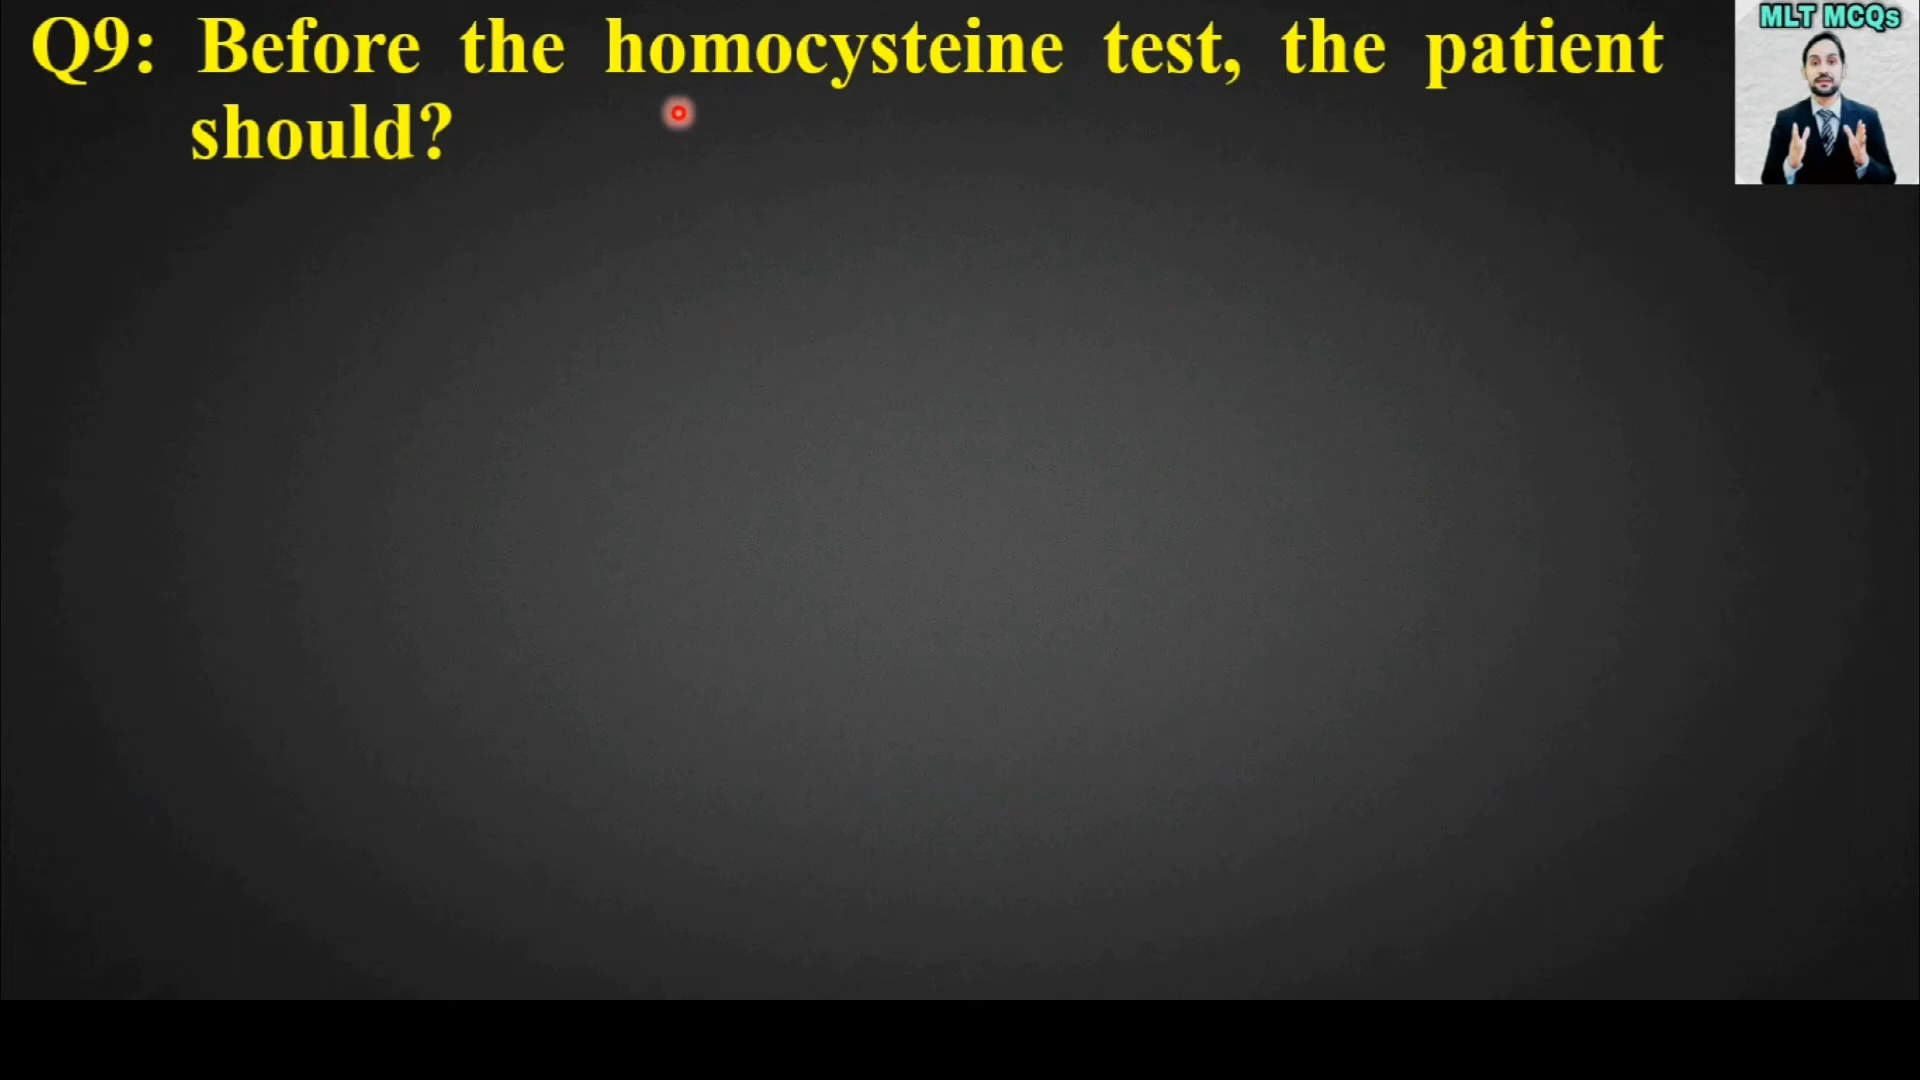 MLT MCQs
Q9: Before the homocysteine test, the patient
should?